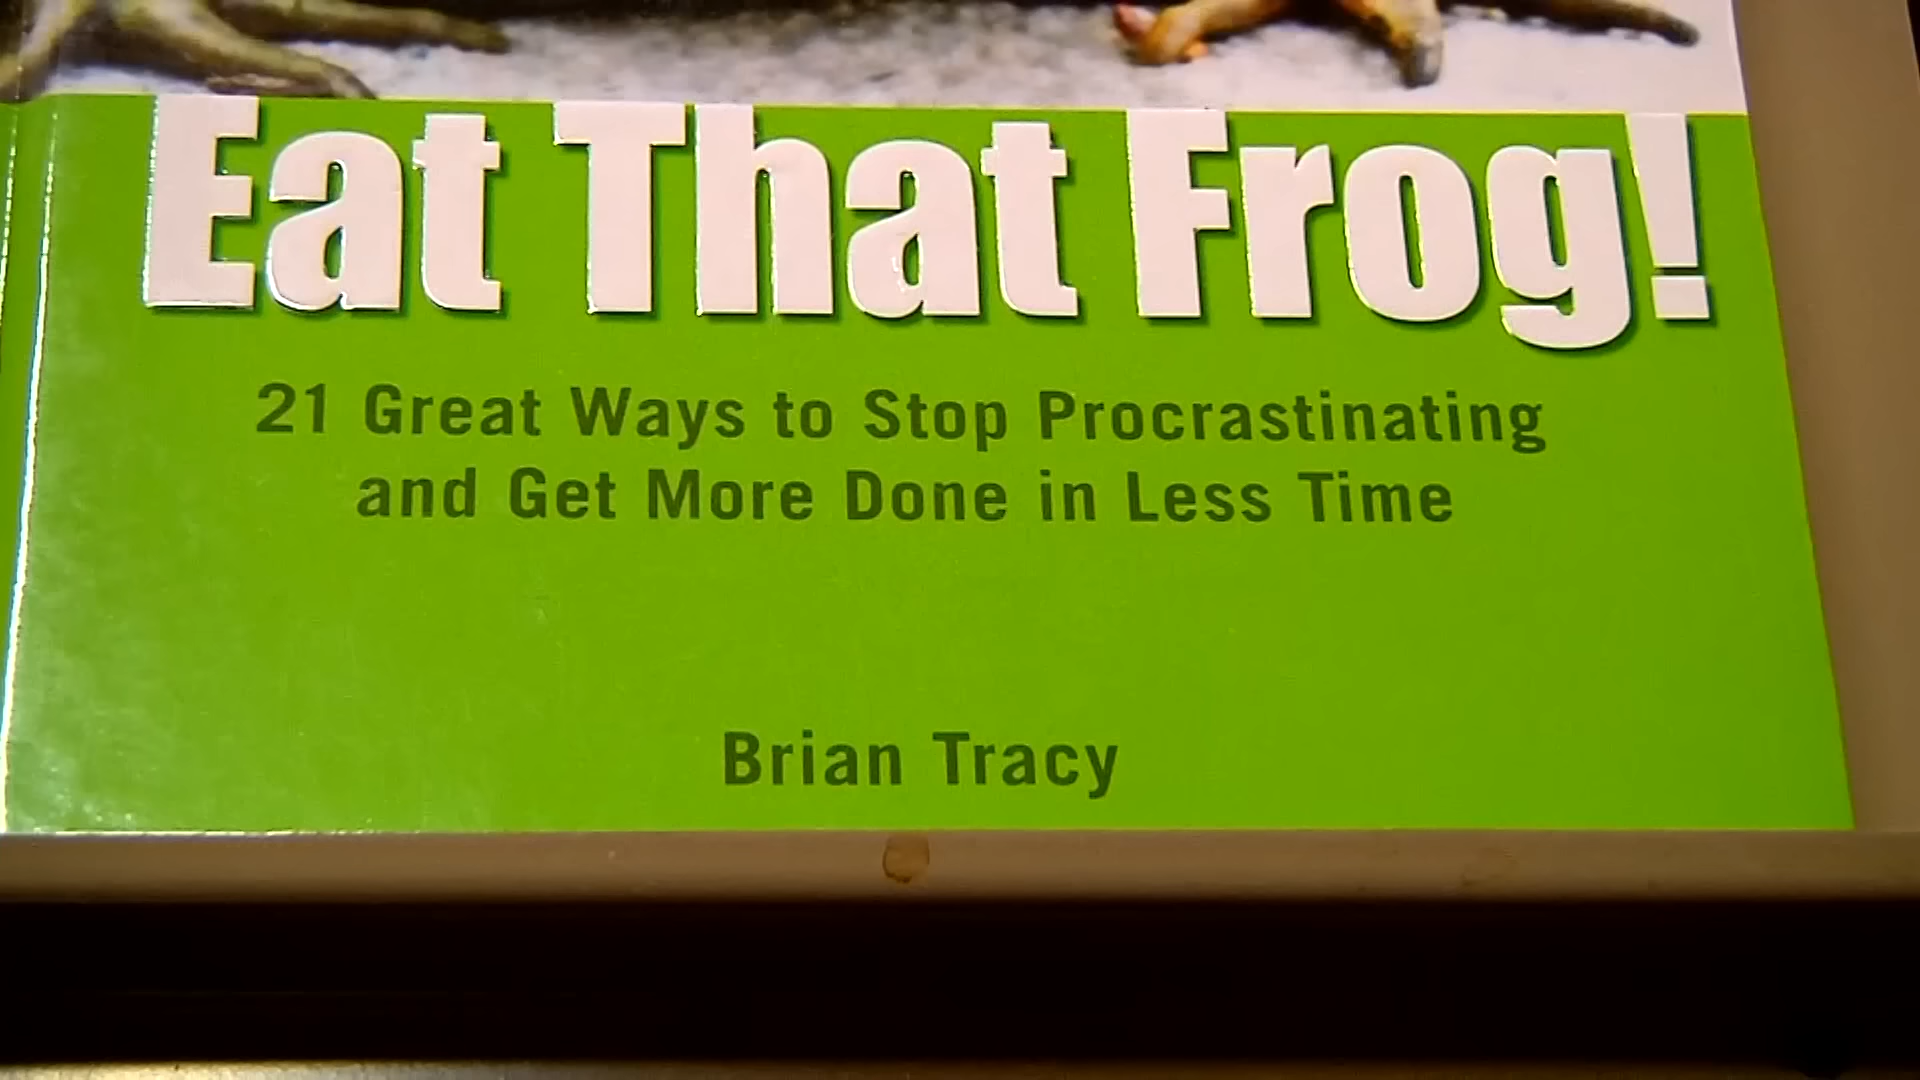 Eat That Frog!
21 Great Ways to Stop Procrastinating
and Get More Done in Less Time
Brian Tracy